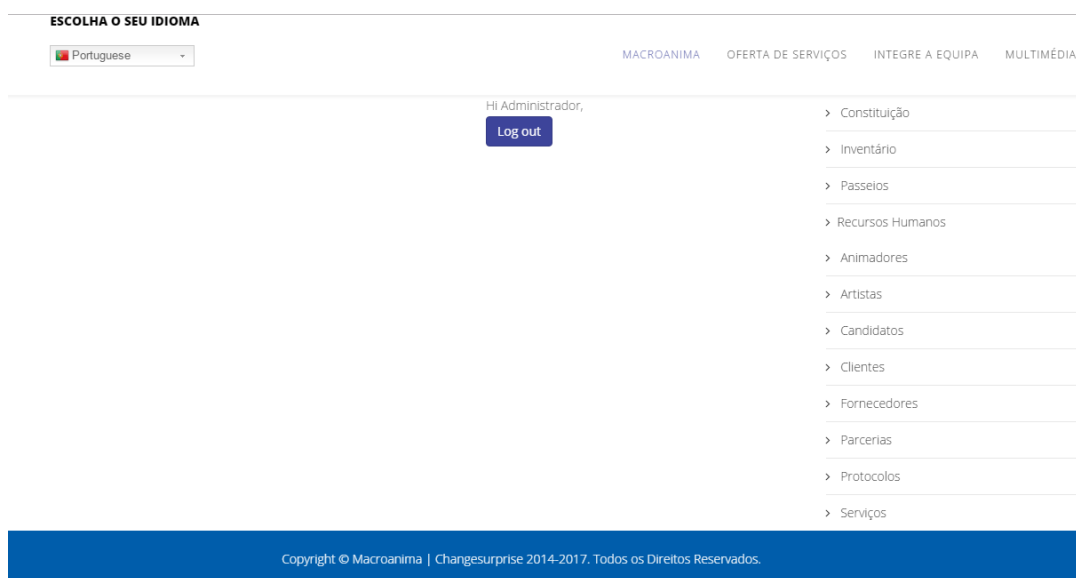 ESCOLHA O SEU IDIOMA
Portuguese
MACROANIMA OFERTA DE SERVIÇOS INTEGRE A EQUIPA MULTIMÉDIA
Hi Administrador,
Log out
Constituição
Inventário
Passeios
Recursos Humanos
Animadores
Artistas
Candidatos
Clientes
Fornecedores
Parcerias
Protocolos
Serviços
Copyright © Macroanima | Changesurprise 2014-2017. Todos os Direitos Reservados.